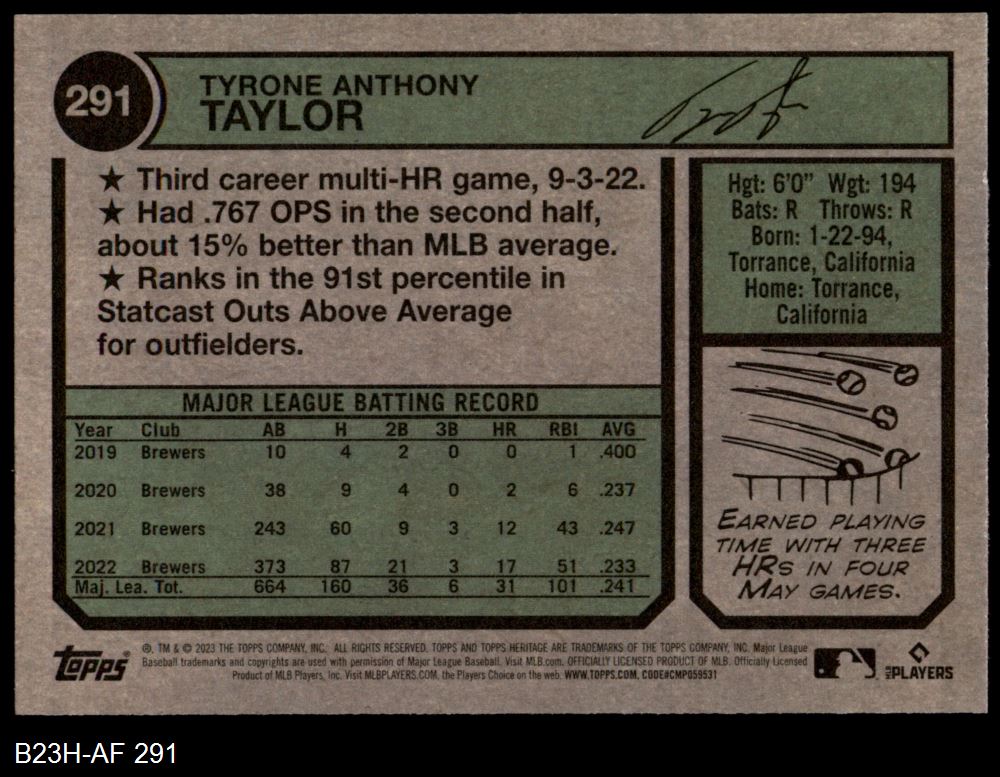 291
TYRONE ANTHONY
TAYLOR
★ Third career multi-HR game, 9-3-22.
★ Had .767 OPS in the second half,
about 15% better than MLB average.
★ Ranks in the 91st percentile in
Statcast Outs Above Average
for outfielders.
Hgt: 6'0" Wgt: 194
Bats: R Throws: R
Born: 1-22-94,
Torrance, California
Home: Torrance,
California
MAJOR LEAGUE BATTING RECORD
Year Club AB H 2B 3B HR RBI AVG
2019 Brewers 10 4 2 0 0 1 .400
2020 Brewers 38 9 4 0 2 6 .237
2021 Brewers 243 60 9 3 12 43 .247
2022 Brewers 373 87 21 3 17 51 .233
Maj. Lea. Tot. 664 160 36 6 31 101 .241
EARNED PLAYING
TIME WITH THREE
HRs IN FOUR
MAY GAMES.
Topps
®, TM & © 2023 THE TOPPS COMPANY, INC. ALL RIGHTS RESERVED. TOPPS AND TOPPS HERITAGE ARE TRADEMARKS OF THE TOPPS COMPANY, INC. Major League
Baseball trademarks and copyrights are used with permission of Major League Baseball. Visit MLB.com. OFFICIALLY LICENSED PRODUCT OF MLB. Officially Licensed
Product of MLB Players, Inc. Visit MLBPLAYERS.COM, the Players Choice on the web. WWW.TOPPS.COM. CODE#CMP059531
MLB PLAYERS
B23H-AF 291